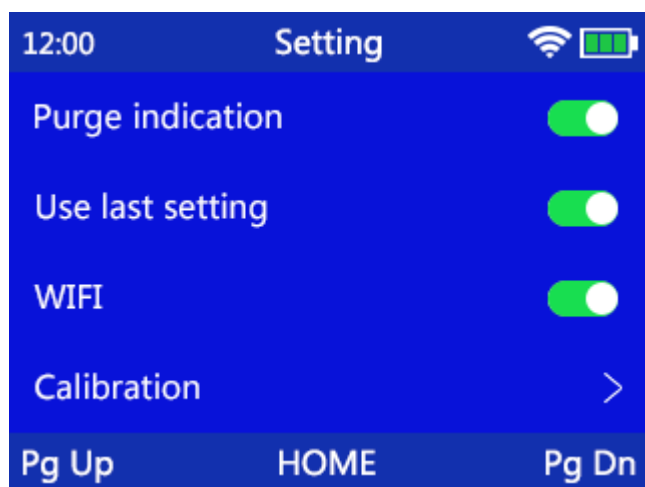 12:00 Setting
Purge indication
Use last setting
WIFI
Calibration
Pg Up HOME Pg Dn